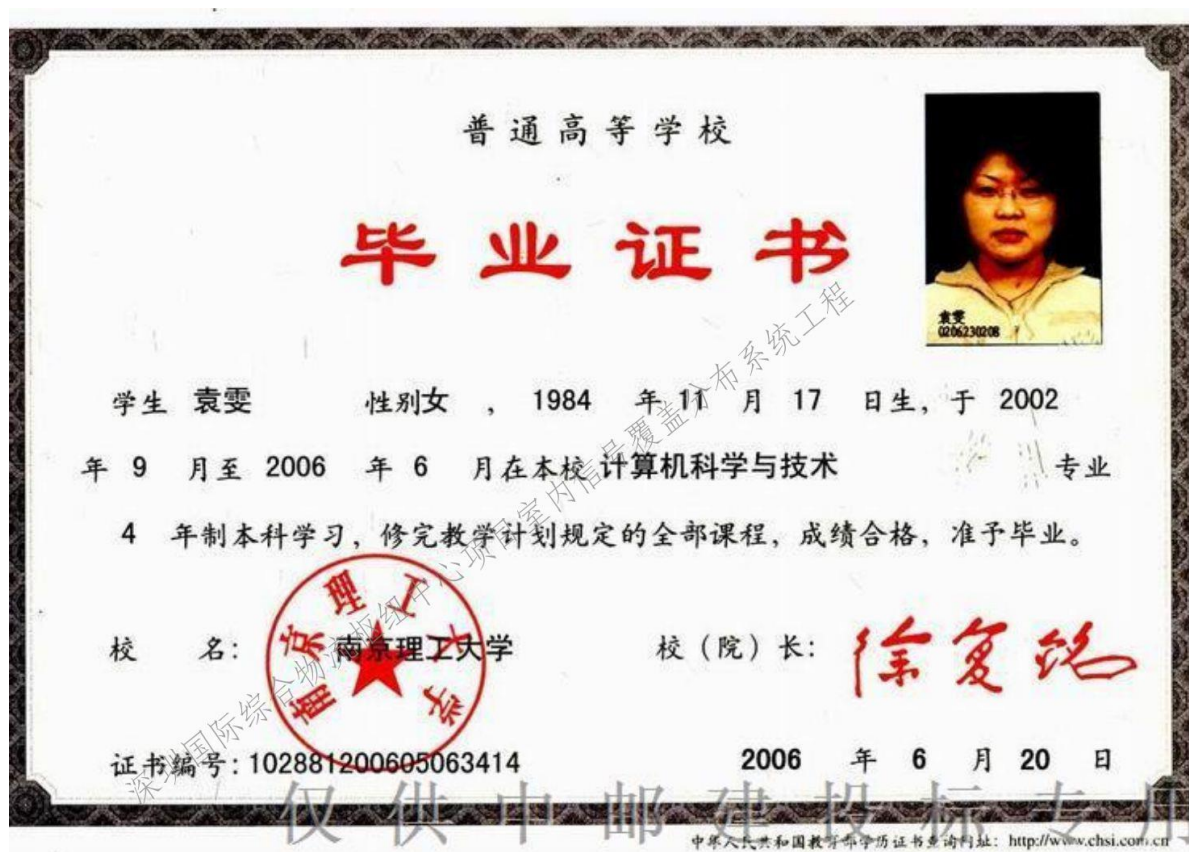 普通高等学校
毕业证书
袁雯
0206230208
学生 袁雯 性别女 ，1984 年 11 月 17 日生，于 2002
年 9 月至 2006 年 6 月在本校 计算机科学与技术 专业
4 年制本科学习，修完教学计划规定的全部课程，成绩合格，准予毕业。
校 名： 南京理工大学 校（院）长： 徐复铭
南京理工大学
证书编号：102881200605063414 2006 年 6 月 20 日
深圳国际综合物流枢纽中心项目室内信号覆盖分布系统工程
仅供中邮建投标专用
中华人民共和国教育部学历证书查询网址：http://www.chsi.com.cn